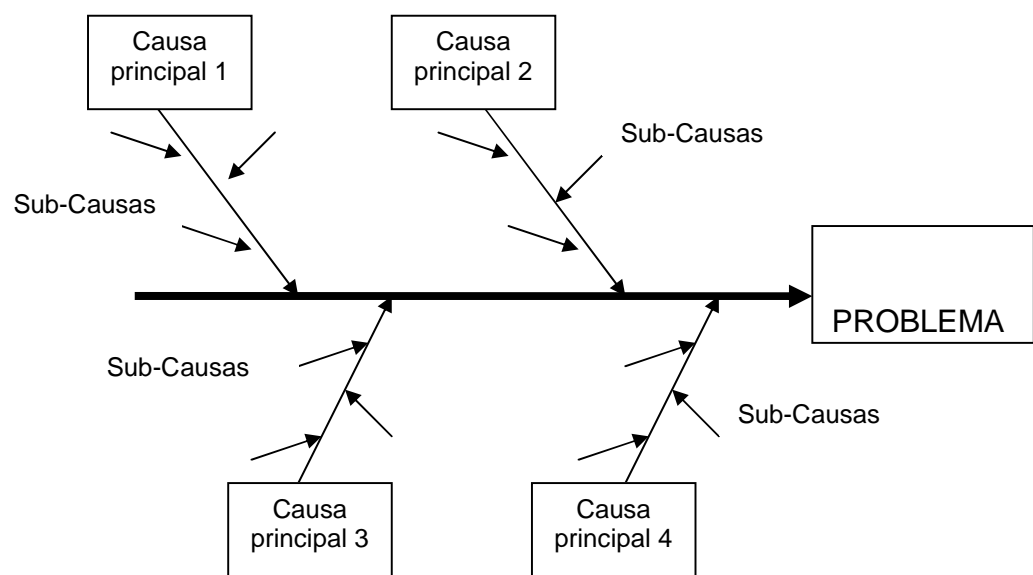 Causa
principal 1
Causa
principal 2
Sub-Causas
Sub-Causas
PROBLEMA
Sub-Causas
Sub-Causas
Causa
principal 3
Causa
principal 4